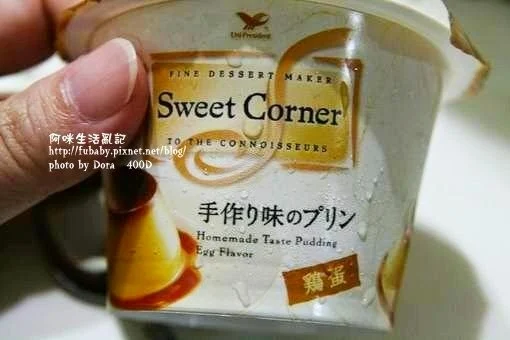 Uni-President
FINE DESSERT MAKER
Sweet Corner
TO THE CONNOISSEURS
阿咪生活亂記
http://fubaby.pixnet.net/blog/
photo by Dora 400D
手作り味のプリン
Homemade Taste Pudding
Egg Flavor
鶏蛋